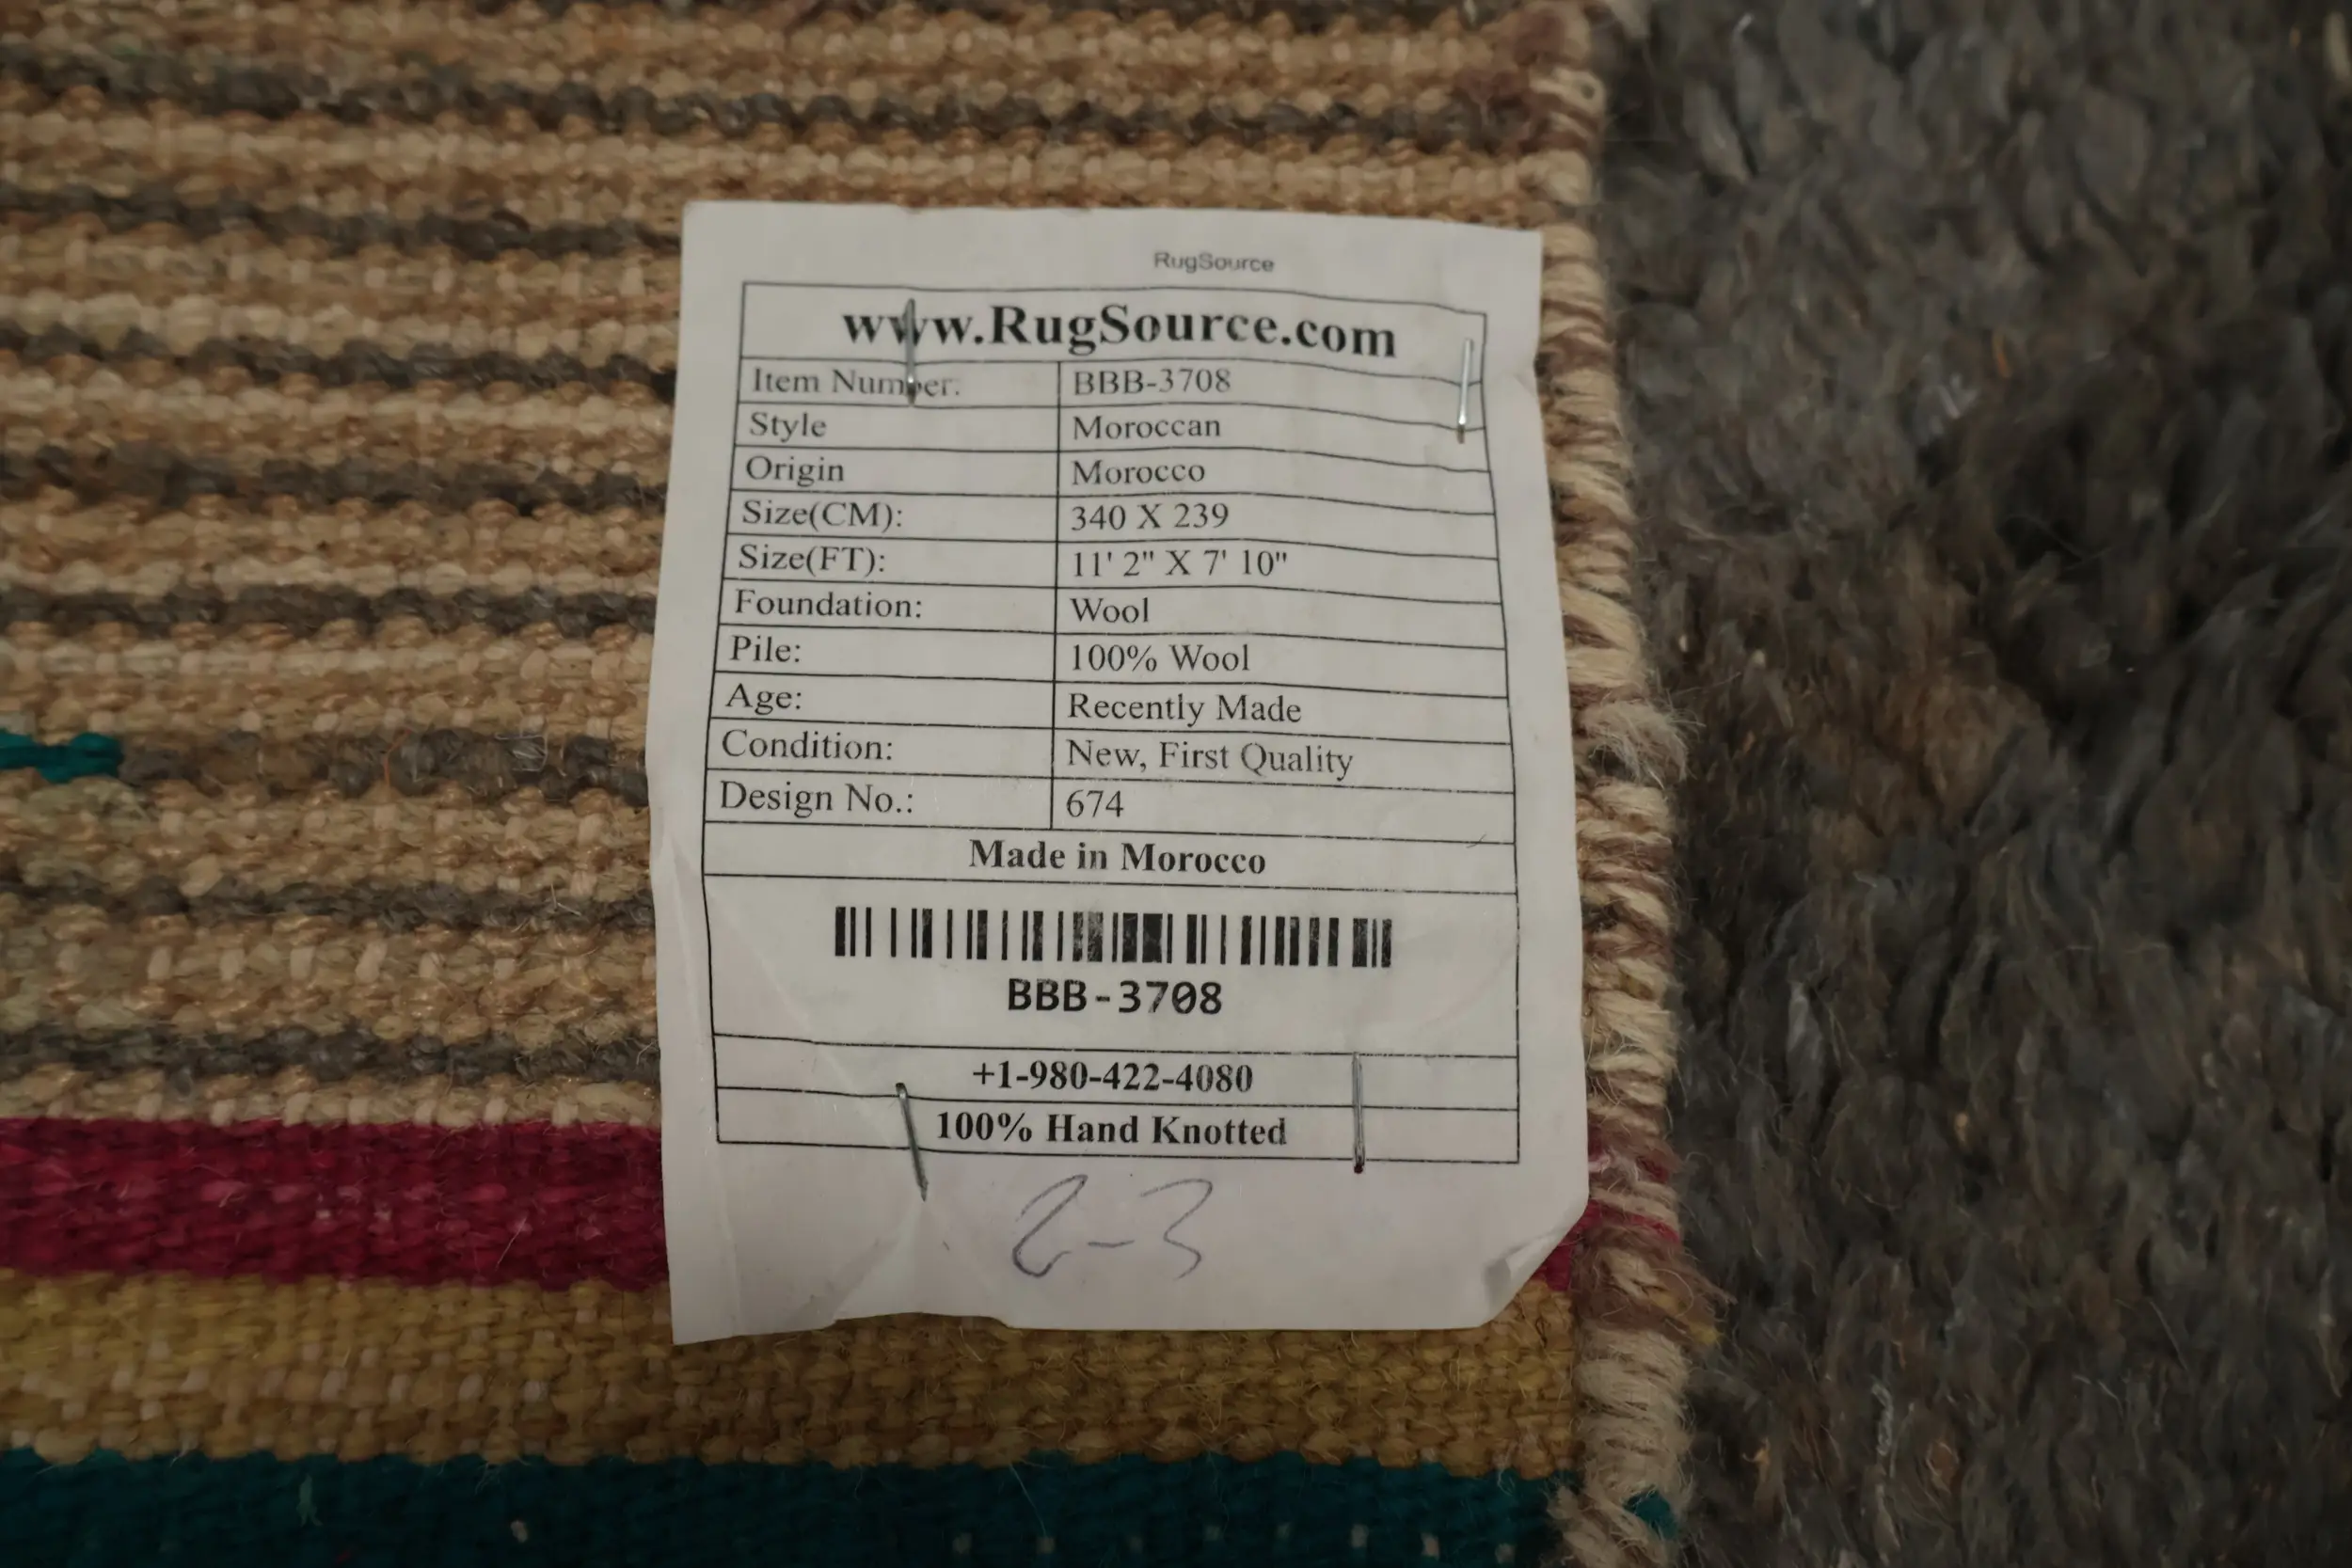 RugSource
www.RugSource.com
Item Number: BBB-3708
Style Moroccan
Origin Morocco
Size(CM): 340 X 239
Size(FT): 11' 2" X 7' 10"
Foundation: Wool
Pile: 100% Wool
Age: Recently Made
Condition: New, First Quality
Design No.: 674
Made in Morocco
BBB-3708
+1-980-422-4080
100% Hand Knotted
2-3